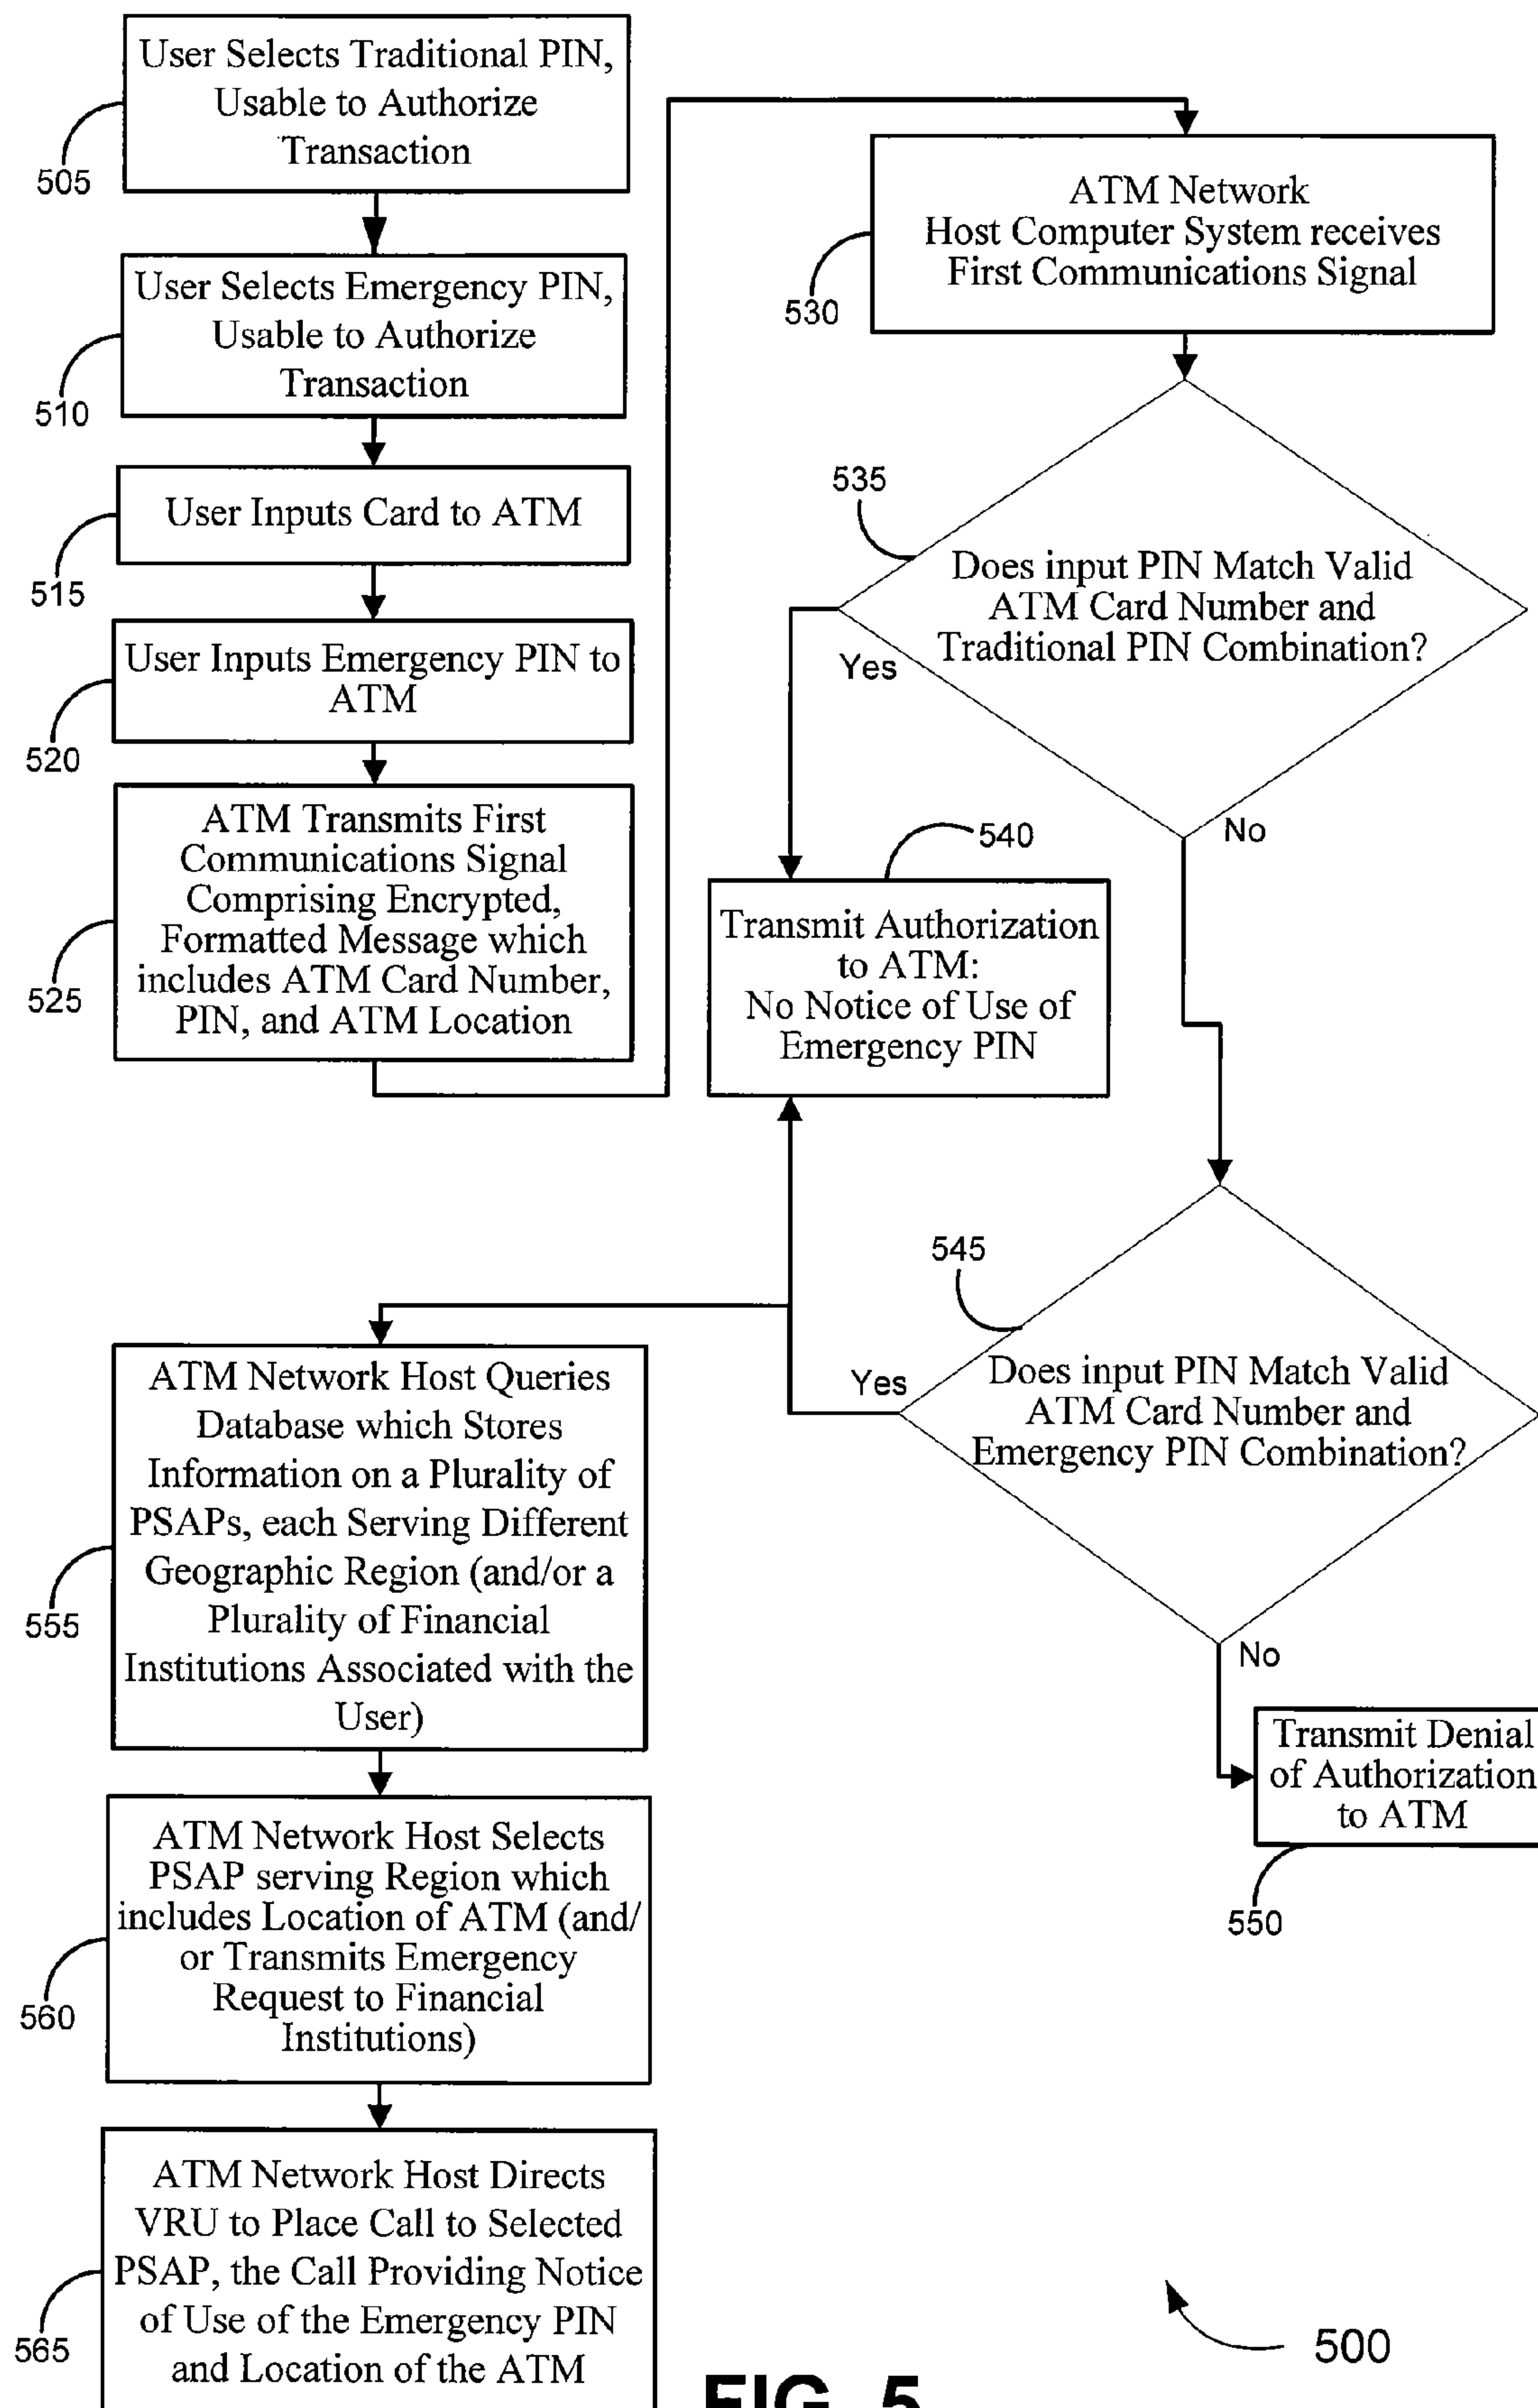 User Selects Traditional PIN,
Usable to Authorize
Transaction
505
User Selects Emergency PIN,
Usable to Authorize
Transaction
510
User Inputs Card to ATM
515
User Inputs Emergency PIN to
ATM
520
ATM Transmits First
Communications Signal
Comprising Encrypted,
Formatted Message which
includes ATM Card Number,
PIN, and ATM Location
525
ATM Network
Host Computer System receives
First Communications Signal
530
535
Does input PIN Match Valid
ATM Card Number and
Traditional PIN Combination?
Yes
No
540
Transmit Authorization
to ATM:
No Notice of Use of
Emergency PIN
545
Does input PIN Match Valid
ATM Card Number and
Emergency PIN Combination?
Yes
No
Transmit Denial
of Authorization
to ATM
550
ATM Network Host Queries
Database which Stores
Information on a Plurality of
PSAPs, each Serving Different
Geographic Region (and/or a
Plurality of Financial
Institutions Associated with the
User)
555
ATM Network Host Selects
PSAP serving Region which
includes Location of ATM (and/
or Transmits Emergency
Request to Financial
Institutions)
560
ATM Network Host Directs
VRU to Place Call to Selected
PSAP, the Call Providing Notice
of Use of the Emergency PIN
and Location of the ATM
565
500
FIG. 5